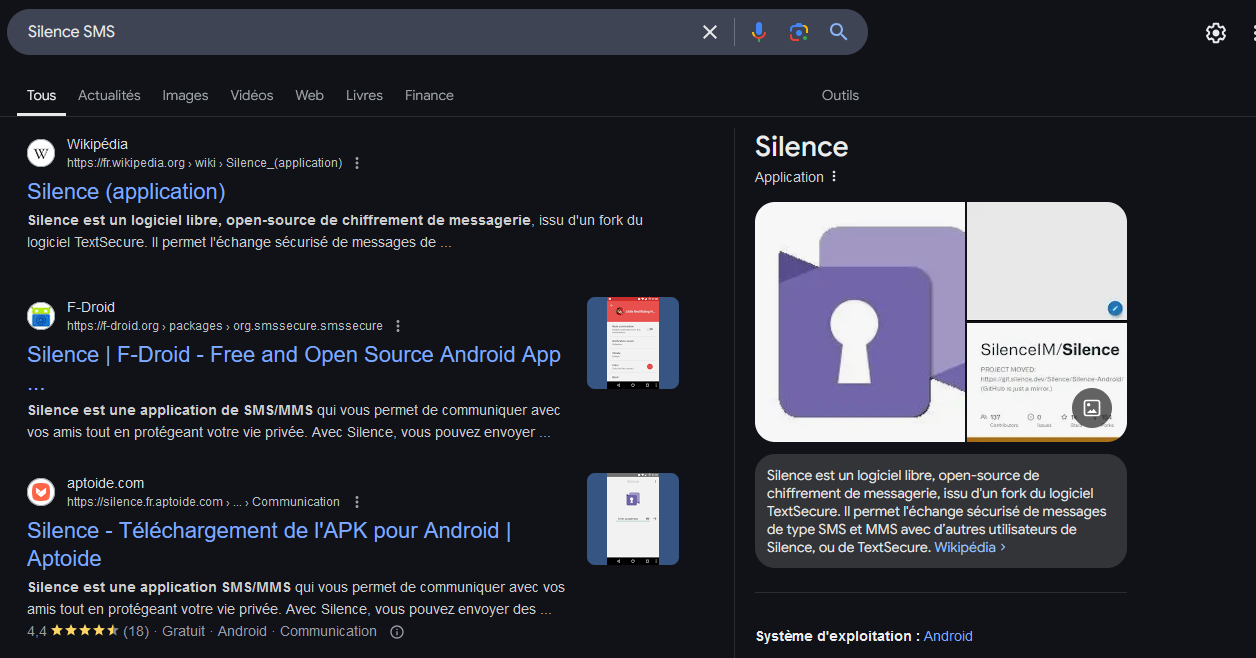 Silence SMS
Tous
Actualités
Images
Vidéos
Web
Livres
Finance
Outils
W
Wikipédia
https://fr.wikipedia.org › wiki › Silence_(application)
Silence (application)
Silence est un logiciel libre, open-source de chiffrement de messagerie, issu d'un fork du
logiciel TextSecure. Il permet l'échange sécurisé de messages de ...
F-Droid
https://f-droid.org › packages › org.smssecure.smssecure
Silence | F-Droid - Free and Open Source Android App
...
Silence est une application de SMS/MMS qui vous permet de communiquer avec
vos amis tout en protégeant votre vie privée. Avec Silence, vous pouvez envoyer ...
aptoide.com
https://silence.fr.aptoide.com › ... › Communication
Silence - Téléchargement de l'APK pour Android |
Aptoide
Silence est une application SMS/MMS qui vous permet de communiquer avec vos
amis tout en protégeant votre vie privée. Avec Silence, vous pouvez envoyer des ...
4,4 (18) · Gratuit · Android · Communication
Silence
Application
SilenceIM/Silence
PROJECT MOVED:
https://git.silence.dev/Silence/Silence-Android/
(GitHub is just a mirror.)
137
Contributors
0
Issues
Silence est un logiciel libre, open-source de
chiffrement de messagerie, issu d'un fork du logiciel
TextSecure. Il permet l'échange sécurisé de messages
de type SMS et MMS avec d’autres utilisateurs de
Silence, ou de TextSecure. Wikipédia ›
Système d'exploitation : Android